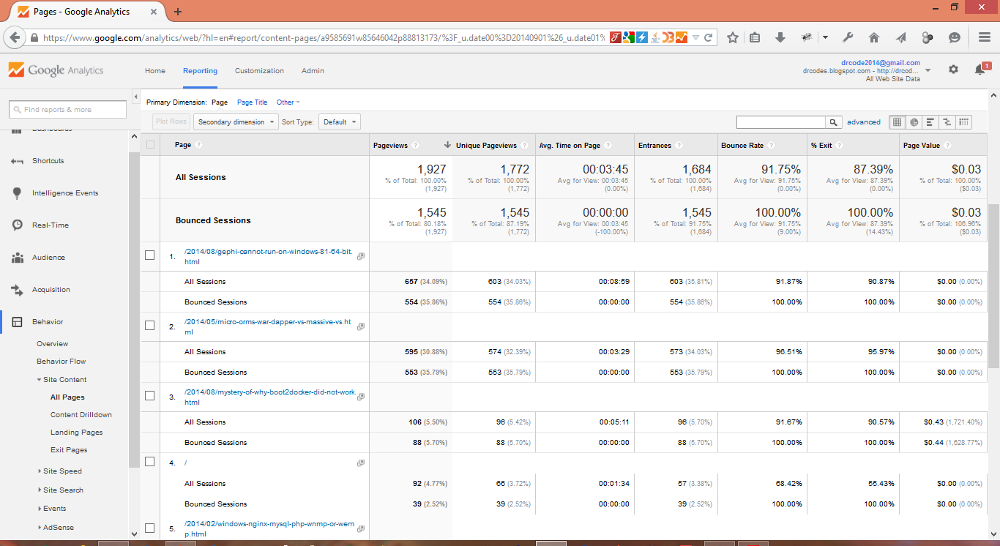 Pages - Google Analytics
https://www.google.com/analytics/web/?hl=en#report/content-pages/a9585691w85646042p88813173/%3F_u.date00%3D20140901%26_u.date01%
Google Analytics
Home Reporting Customization Admin
drcode2014@gmail.com
drcodes.blogspot.com - http://drcod...
All Web Site Data
1
Find reports & more
Dashboards
Shortcuts
Intelligence Events
Real-Time
Audience
Acquisition
Behavior
Overview
Behavior Flow
Site Content
All Pages
Content Drilldown
Landing Pages
Exit Pages
Site Speed
Site Search
Events
AdSense
Primary Dimension: Page Page Title Other
Plot Rows Secondary dimension Sort Type: Default advanced
Page ? Pageviews ? Unique Pageviews ? Avg. Time on Page ? Entrances ? Bounce Rate ? % Exit ? Page Value ?
All Sessions 1,927 1,772 00:03:45 1,684 91.75% 87.39% $0.03
% of Total: 100.00% % of Total: 100.00% Avg for View: 00:03:45 % of Total: 100.00% Avg for View: 91.75% Avg for View: 87.39% % of Total: 100.00%
(1,927) (1,772) (0.00%) (1,684) (0.00%) (0.00%) ($0.03)
Bounced Sessions 1,545 1,545 00:00:00 1,545 100.00% 100.00% $0.03
% of Total: 80.18% % of Total: 87.19% Avg for View: 00:03:45 % of Total: 91.75% Avg for View: 91.75% Avg for View: 87.39% % of Total: 106.96%
(1,927) (1,772) (-100.00%) (1,684) (9.00%) (14.43%) ($0.03)
1. /2014/08/gephi-cannot-run-on-windows-81-64-bit.
html
All Sessions 657 (34.09%) 603 (34.03%) 00:08:59 603 (35.81%) 91.87% 90.87% $0.00 (0.00%)
Bounced Sessions 554 (35.86%) 554 (35.86%) 00:00:00 554 (35.86%) 100.00% 100.00% $0.00 (0.00%)
2. /2014/05/micro-orms-war-dapper-vs-massive-vs.ht
ml
All Sessions 595 (30.88%) 574 (32.39%) 00:03:29 573 (34.03%) 96.51% 95.97% $0.00 (0.00%)
Bounced Sessions 553 (35.79%) 553 (35.79%) 00:00:00 553 (35.79%) 100.00% 100.00% $0.00 (0.00%)
3. /2014/08/mystery-of-why-boot2docker-did-not-work.
html
All Sessions 106 (5.50%) 96 (5.42%) 00:05:11 96 (5.70%) 91.67% 90.57% $0.43 (1,721.40%)
Bounced Sessions 88 (5.70%) 88 (5.70%) 00:00:00 88 (5.70%) 100.00% 100.00% $0.44 (1,628.77%)
4. /
All Sessions 92 (4.77%) 66 (3.72%) 00:01:34 57 (3.38%) 68.42% 55.43% $0.00 (0.00%)
Bounced Sessions 39 (2.52%) 39 (2.52%) 00:00:00 39 (2.52%) 100.00% 100.00% $0.00 (0.00%)
5. /2014/02/windows-nginx-mysql-php-wnmp-or-wem
p.html